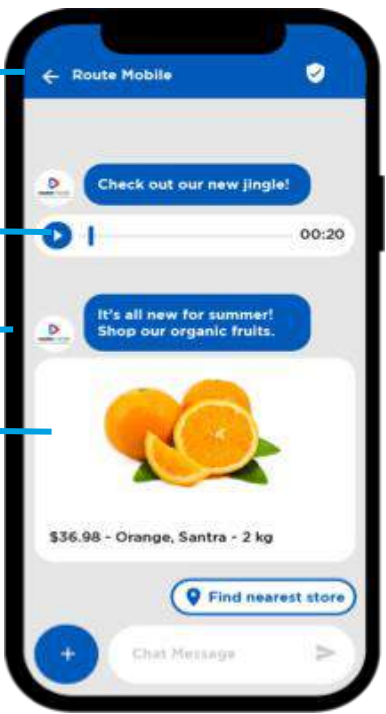 Route Mobile
Check out our new jingle!
00:20
It's all new for summer!
Shop our organic fruits.
$36.98 - Orange, Santra - 2 kg
Find nearest store
Chat Message